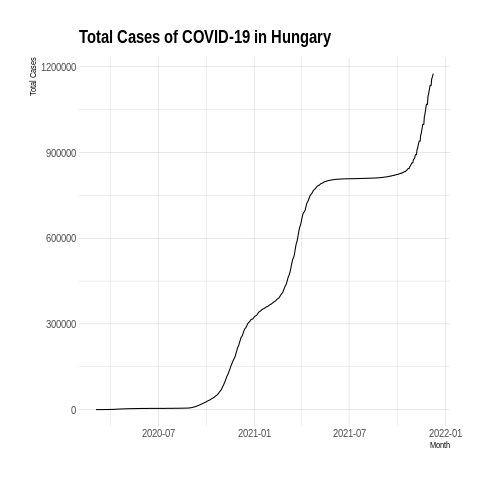 Total Cases of COVID-19 in Hungary
Total Cases
1200000
900000
600000
300000
0
2020-07 2021-01 2021-07 2022-01
Month